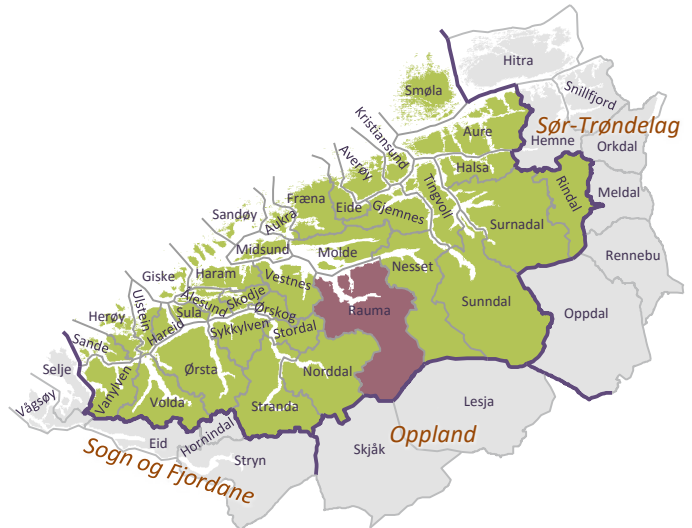 Hitra
Snillfjord
Smøla
Sør-Trøndelag
Kristiansund
Aure
Hemne
Orkdal
Averøy
Halsa
Rindal
Meldal
Tingvoll
Fræna
Eide
Gjemnes
Sandøy
Aukra
Surnadal
Midsund
Molde
Rennebu
Nesset
Giske
Haram
Vestnes
Ulstein
Ålesund
Skodje
Sunndal
Oppdal
Herøy
Sula
Ørskog
Rauma
Hareid
Sykkylven
Stordal
Sande
Selje
Vanylven
Ørsta
Norddal
Vågsøy
Volda
Stranda
Lesja
Eid
Hornindal
Oppland
Skjåk
Stryn
Sogn og Fjordane